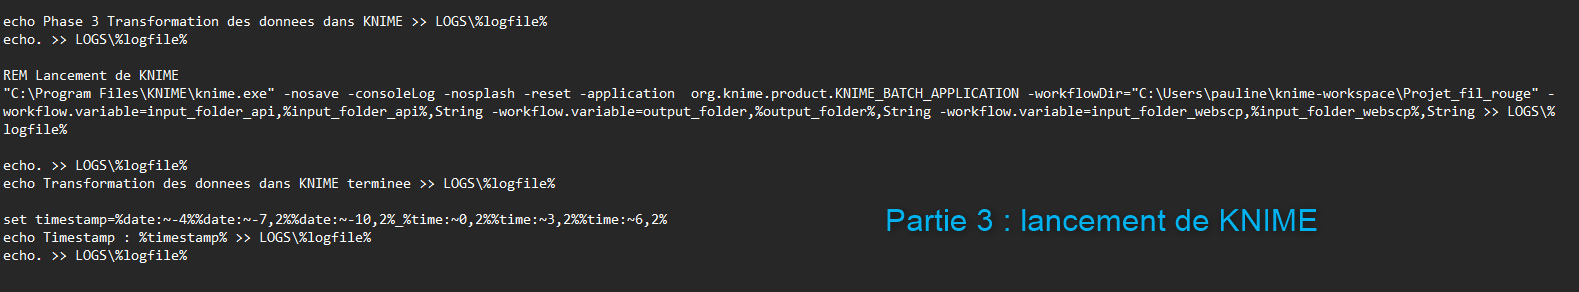 echo Phase 3 Transformation des donnees dans KNIME >> LOGS\%logfile%
echo. >> LOGS\%logfile%
REM Lancement de KNIME
"C:\Program Files\KNIME\knime.exe" -nosave -consoleLog -nosplash -reset -application  org.knime.product.KNIME_BATCH_APPLICATION -workflowDir="C:\Users\pauline\knime-workspace\Projet_fil_rouge" -
workflow.variable=input_folder_api,%input_folder_api%,String -workflow.variable=output_folder,%output_folder%,String -workflow.variable=input_folder_webscp,%input_folder_webscp%,String >> LOGS\%
logfile%
echo. >> LOGS\%logfile%
echo Transformation des donnees dans KNIME terminee >> LOGS\%logfile%
set timestamp=%date:~-4%%date:~-7,2%%date:~-10,2%_%time:~0,2%%time:~3,2%%time:~6,2%
echo Timestamp : %timestamp% >> LOGS\%logfile%
echo. >> LOGS\%logfile%
Partie 3 : lancement de KNIME